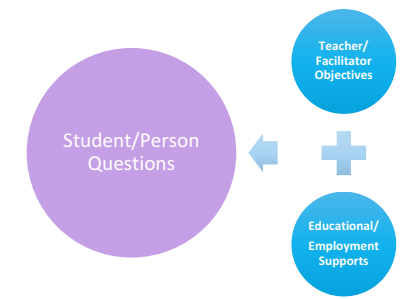 Teacher/
Facilitator
Objectives
Student/Person
Questions
Educational/
Employment
Supports